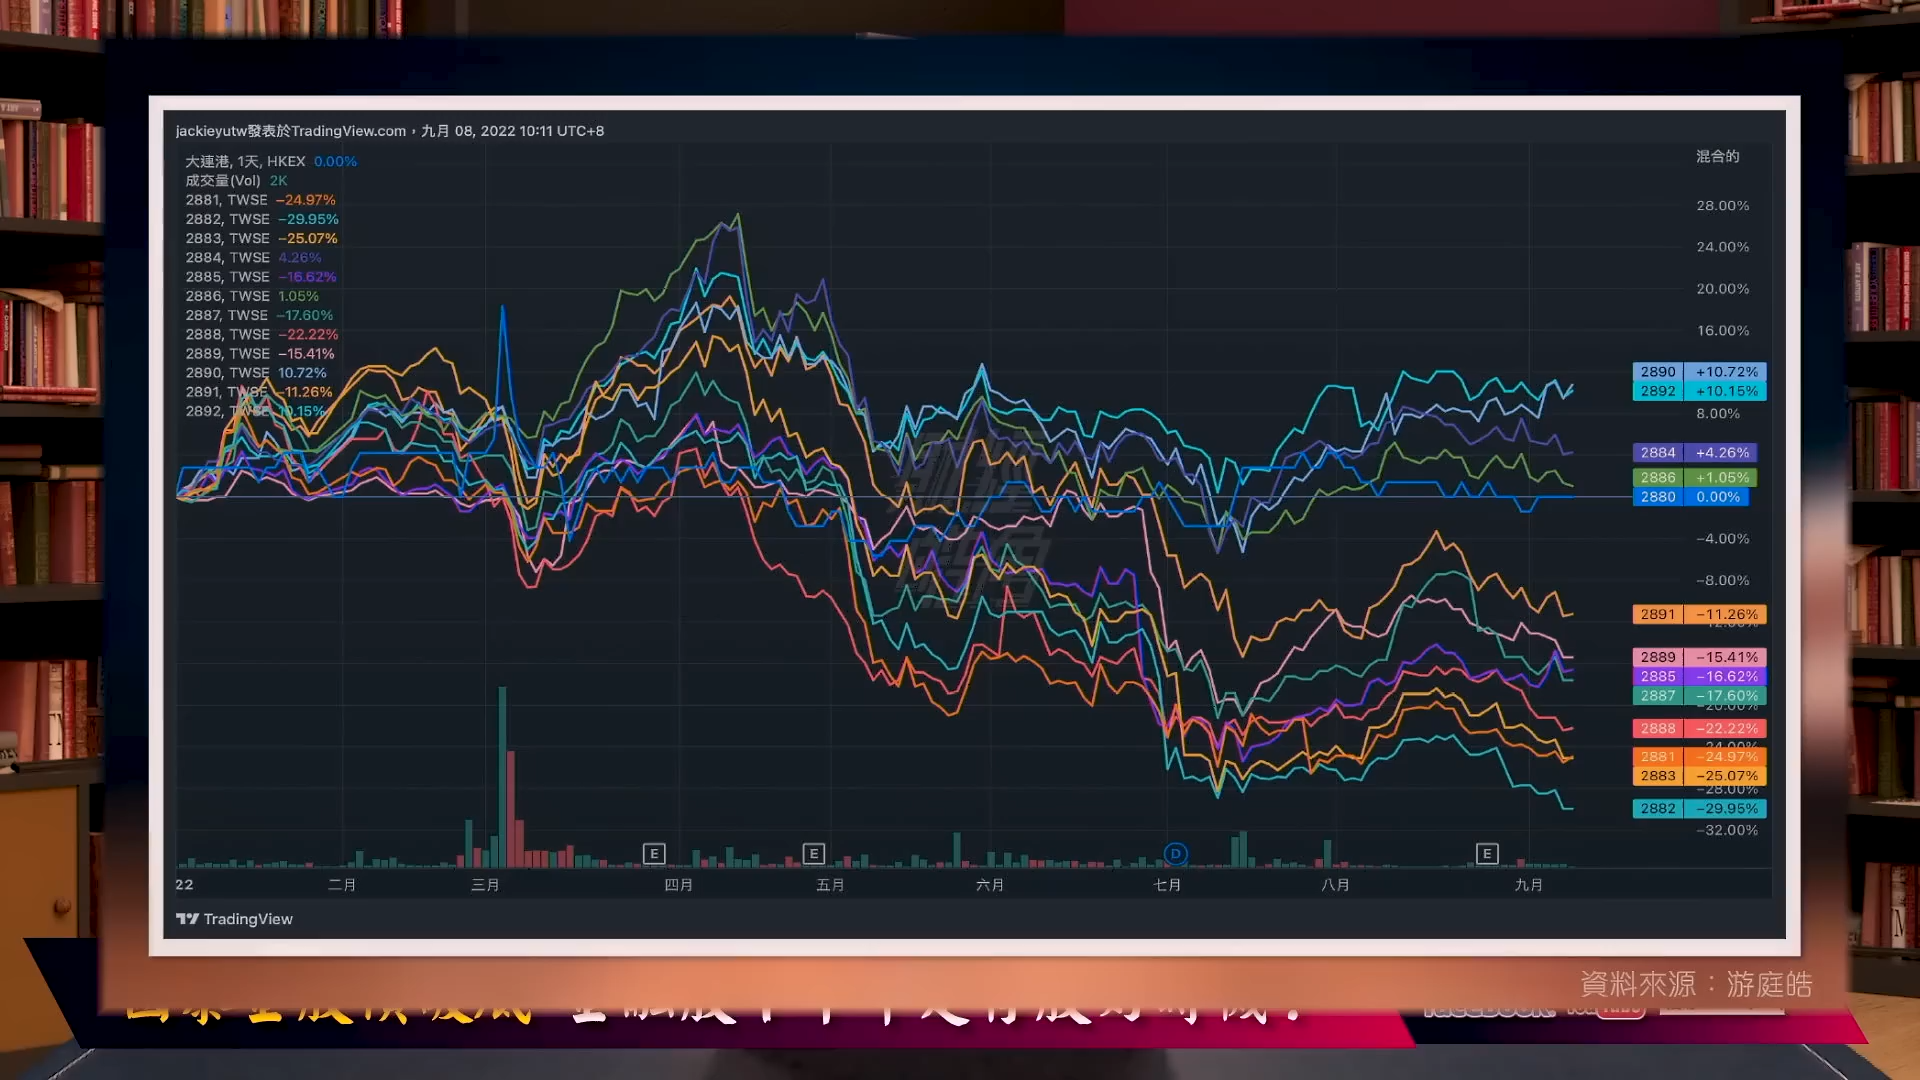 jackieyutw發表於TradingView.com，九月 08, 2022 10:11 UTC+8
大連港, 1天, HKEX 0.00%
成交量(Vol) 2K
2881, TWSE −24.97%
2882, TWSE −29.95%
2883, TWSE −25.07%
2884, TWSE 4.26%
2885, TWSE −16.62%
2886, TWSE 1.05%
2887, TWSE −17.60%
2888, TWSE −22.22%
2889, TWSE −15.41%
2890, TWSE 10.72%
2891, TWSE −11.26%
2892, TWSE 10.15%
混合的
28.00%
24.00%
20.00%
16.00%
2890 +10.72%
2892 +10.15%
8.00%
2884 +4.26%
2886 +1.05%
2880 0.00%
−4.00%
−8.00%
2891 −11.26%
2889 −15.41%
2885 −16.62%
2887 −17.60%
−20.00%
2888 −22.22%
−24.00%
2881 −24.97%
2883 −25.07%
−28.00%
2882 −29.95%
−32.00%
E E D E
22 二月 三月 四月 五月 六月 七月 八月 九月
TradingView
資料來源：游庭皓